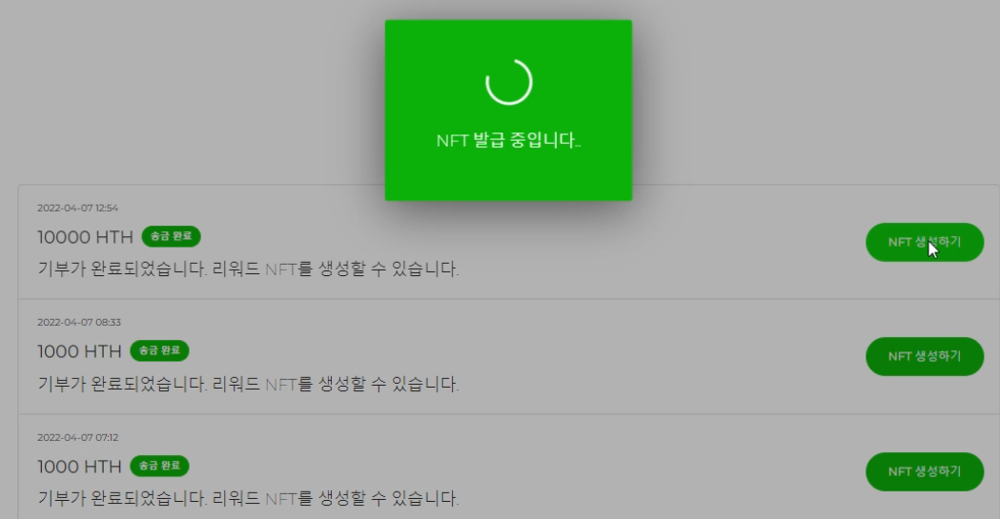 NFT 발급 중입니다..
2022-04-07 12:54
10000 HTH 송금 완료
NFT 생성하기
기부가 완료되었습니다. 리워드 NFT를 생성할 수 있습니다.
2022-04-07 08:33
1000 HTH 송금 완료
NFT 생성하기
기부가 완료되었습니다. 리워드 NFT를 생성할 수 있습니다.
2022-04-07 07:12
1000 HTH 송금 완료
NFT 생성하기
기부가 완료되었습니다. 리워드 NFT를 생성할 수 있습니다.